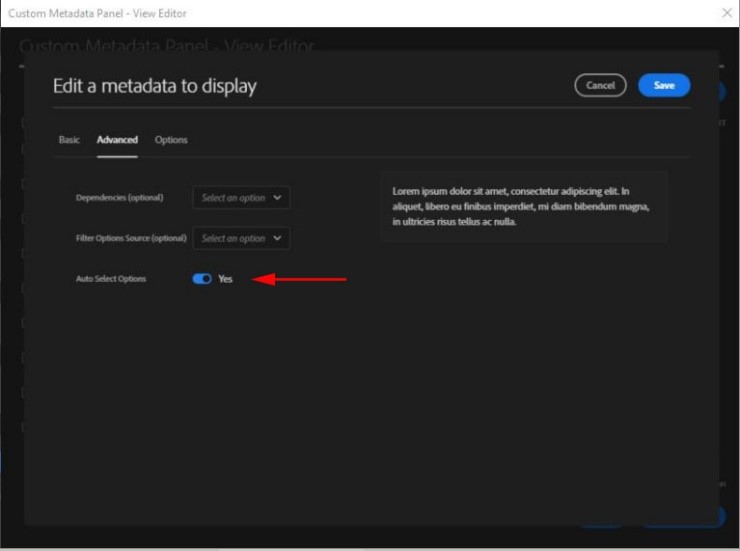 Custom Metadata Panel - View Editor
Custom Metadata Panel - View Editor
Edit a metadata to display
Cancel
Save
Basic
Advanced
Options
Dependencies (optional)
Select an option
Lorem ipsum dolor sit amet, consectetur adipiscing elit. In
aliquet, libero eu finibus imperdiet, mi diam bibendum magna,
in ultricies risus tellus ac nulla.
Filter Options Source (optional)
Select an option
Auto Select Options
Yes